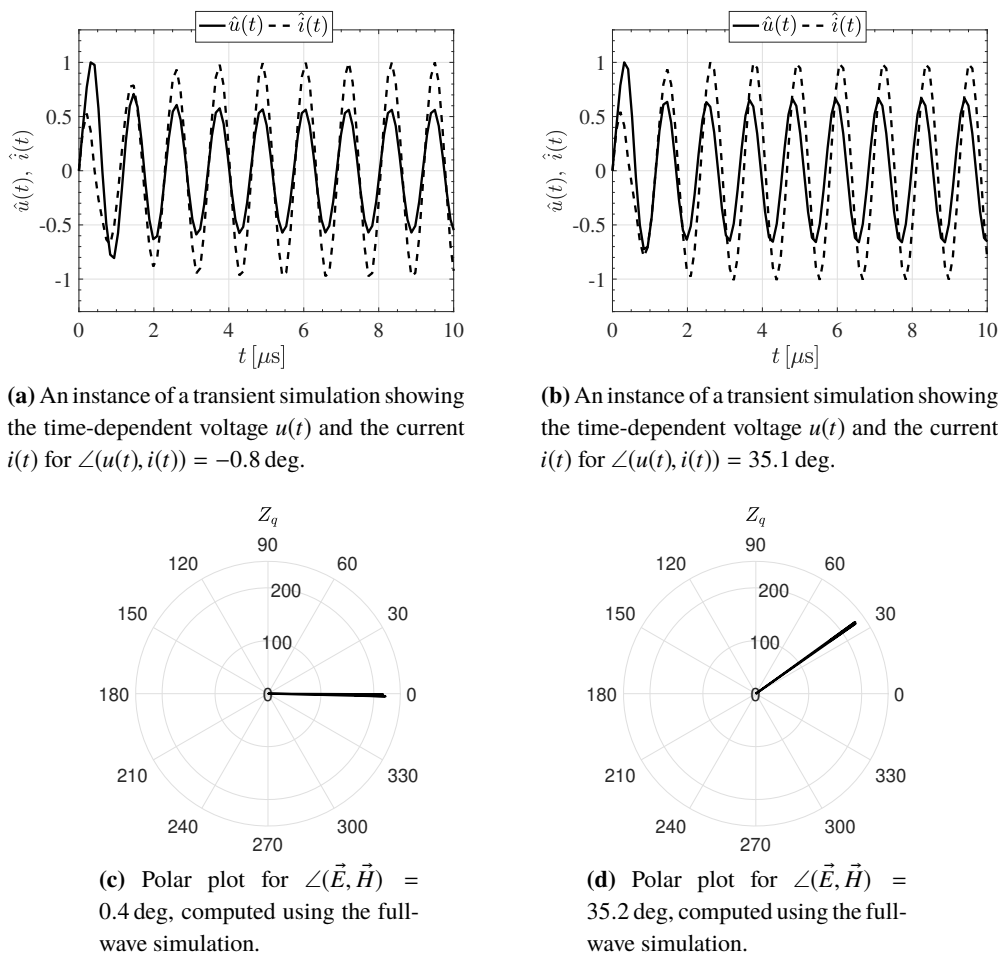 û(t) î(t)
1
0.5
0
-0.5
-1
û(t), î(t)
0 2 4 6 8 10
t [μs]
(a) An instance of a transient simulation showing
the time-dependent voltage u(t) and the current
i(t) for ∠(u(t), i(t)) = −0.8 deg.
û(t) î(t)
1
0.5
0
-0.5
-1
û(t), î(t)
0 2 4 6 8 10
t [μs]
(b) An instance of a transient simulation showing
the time-dependent voltage u(t) and the current
i(t) for ∠(u(t), i(t)) = 35.1 deg.
Z_q
90
120 60
150 200 30
100
180 0 0
210 330
240 300
270
(c) Polar plot for ∠(E⃗, H⃗) =
0.4 deg, computed using the full-
wave simulation.
Z_q
90
120 60
150 200 30
100
180 0 0
210 330
240 300
270
(d) Polar plot for ∠(E⃗, H⃗) =
35.2 deg, computed using the full-
wave simulation.